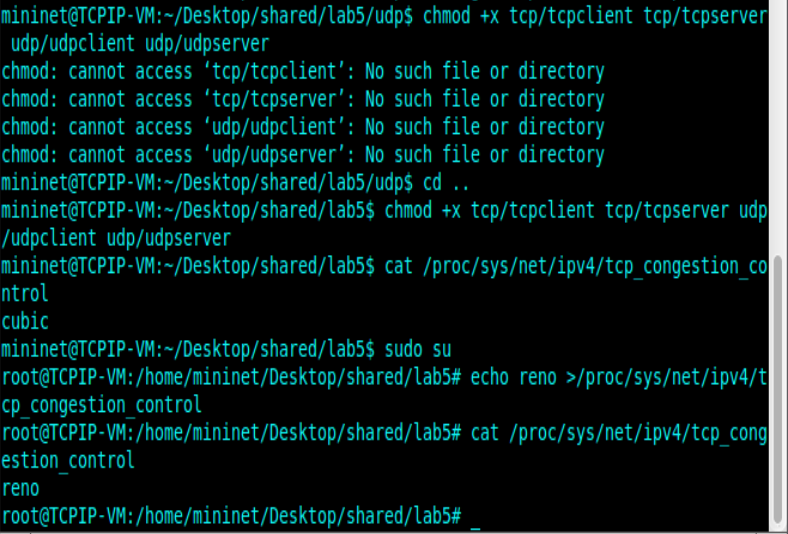 mininet@TCPIP-VM:~/Desktop/shared/lab5/udp$ chmod +x tcp/tcpclient tcp/tcpserver
 udp/udpclient udp/udpserver
chmod: cannot access ‘tcp/tcpclient’: No such file or directory
chmod: cannot access ‘tcp/tcpserver’: No such file or directory
chmod: cannot access ‘udp/udpclient’: No such file or directory
chmod: cannot access ‘udp/udpserver’: No such file or directory
mininet@TCPIP-VM:~/Desktop/shared/lab5/udp$ cd ..
mininet@TCPIP-VM:~/Desktop/shared/lab5$ chmod +x tcp/tcpclient tcp/tcpserver udp
/udpclient udp/udpserver
mininet@TCPIP-VM:~/Desktop/shared/lab5$ cat /proc/sys/net/ipv4/tcp_congestion_co
ntrol
cubic
mininet@TCPIP-VM:~/Desktop/shared/lab5$ sudo su
root@TCPIP-VM:/home/mininet/Desktop/shared/lab5# echo reno >/proc/sys/net/ipv4/t
cp_congestion_control
root@TCPIP-VM:/home/mininet/Desktop/shared/lab5# cat /proc/sys/net/ipv4/tcp_cong
estion_control
reno
root@TCPIP-VM:/home/mininet/Desktop/shared/lab5# _